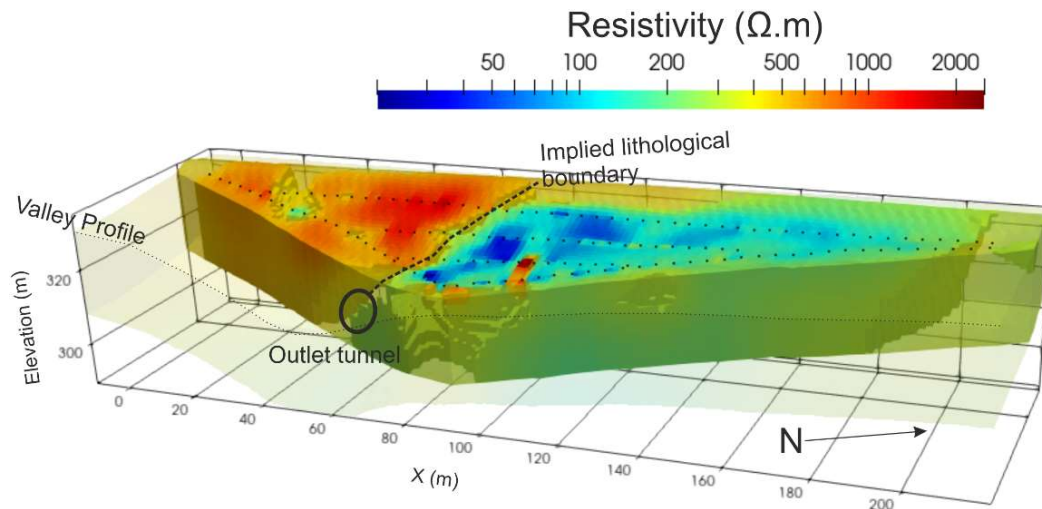 Resistivity (Ω.m)
50 100 200 500 1000 2000
Implied lithological
boundary
Valley Profile
Elevation (m)
320
300
Outlet tunnel
N
0 20 40 60 80 100 120 140 160 180 200
X (m)